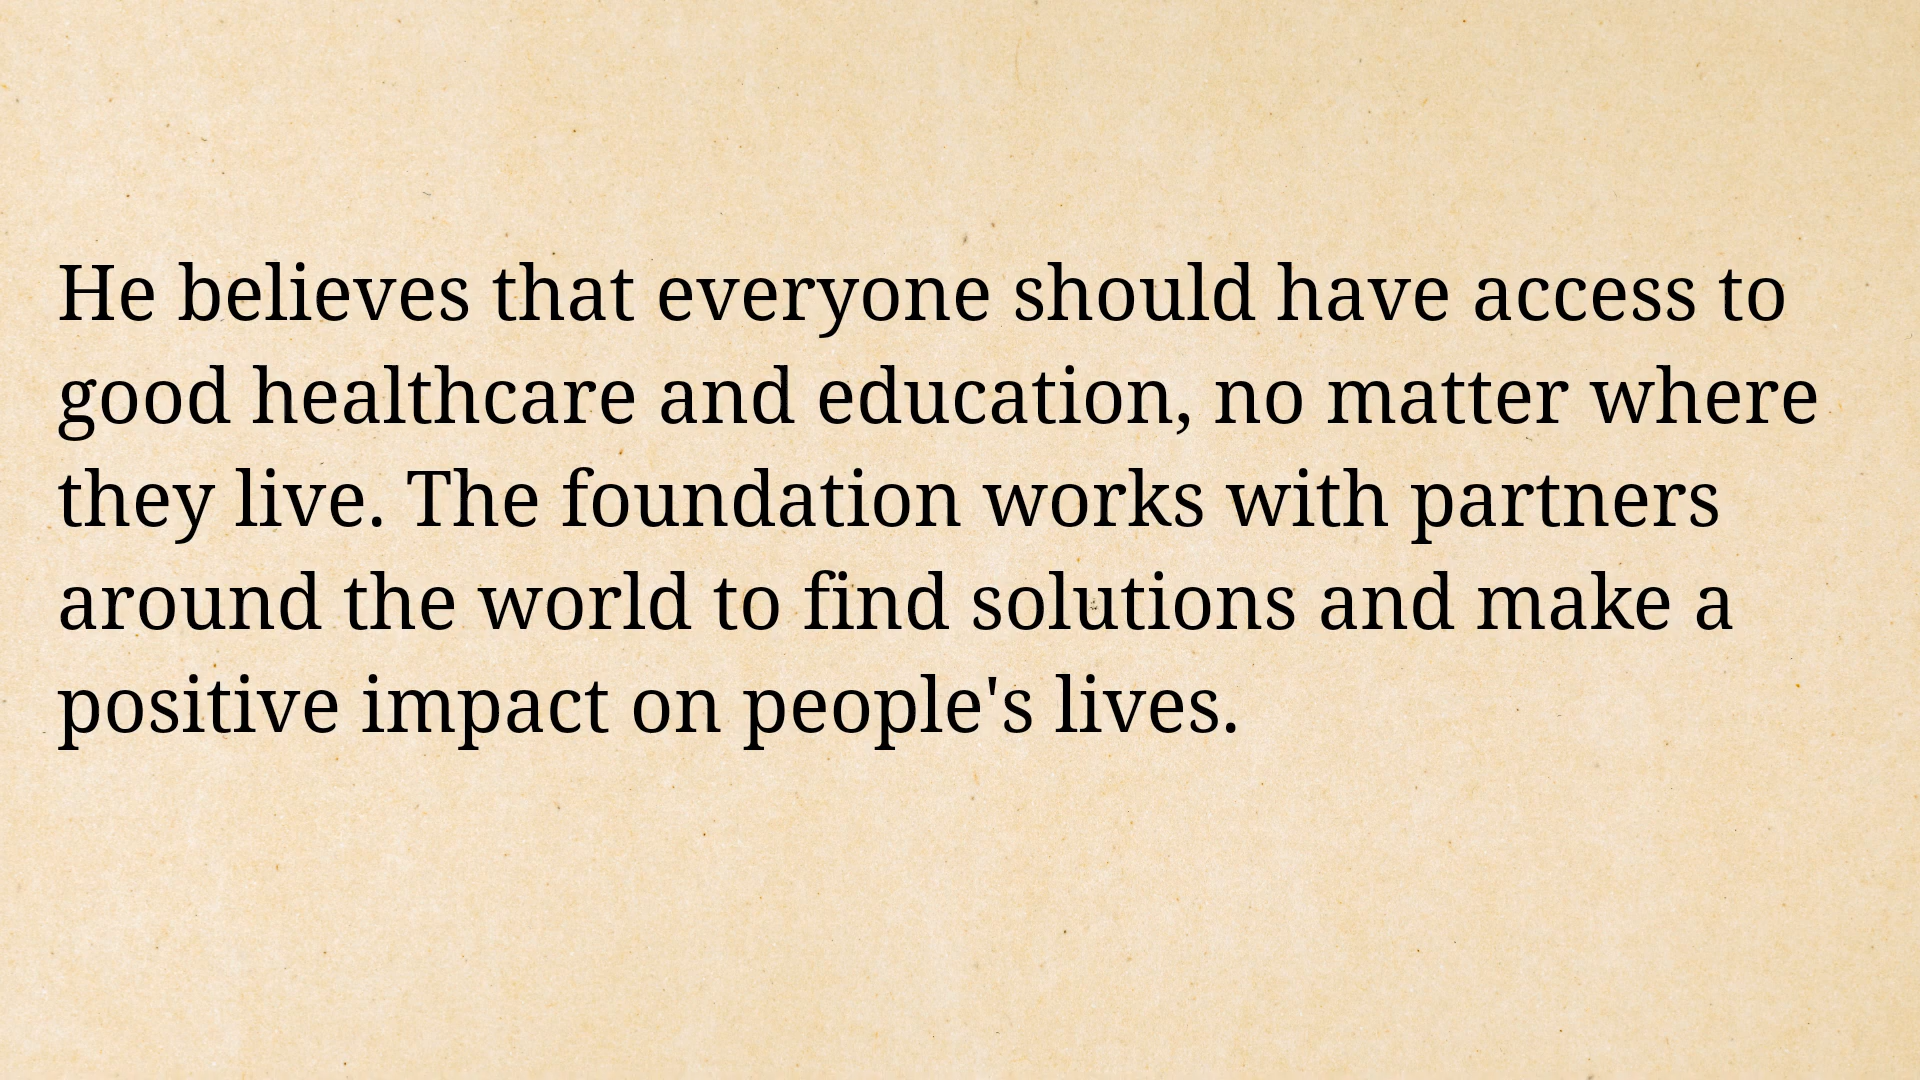 He believes that everyone should have access to
good healthcare and education, no matter where
they live. The foundation works with partners
around the world to find solutions and make a
positive impact on people's lives.